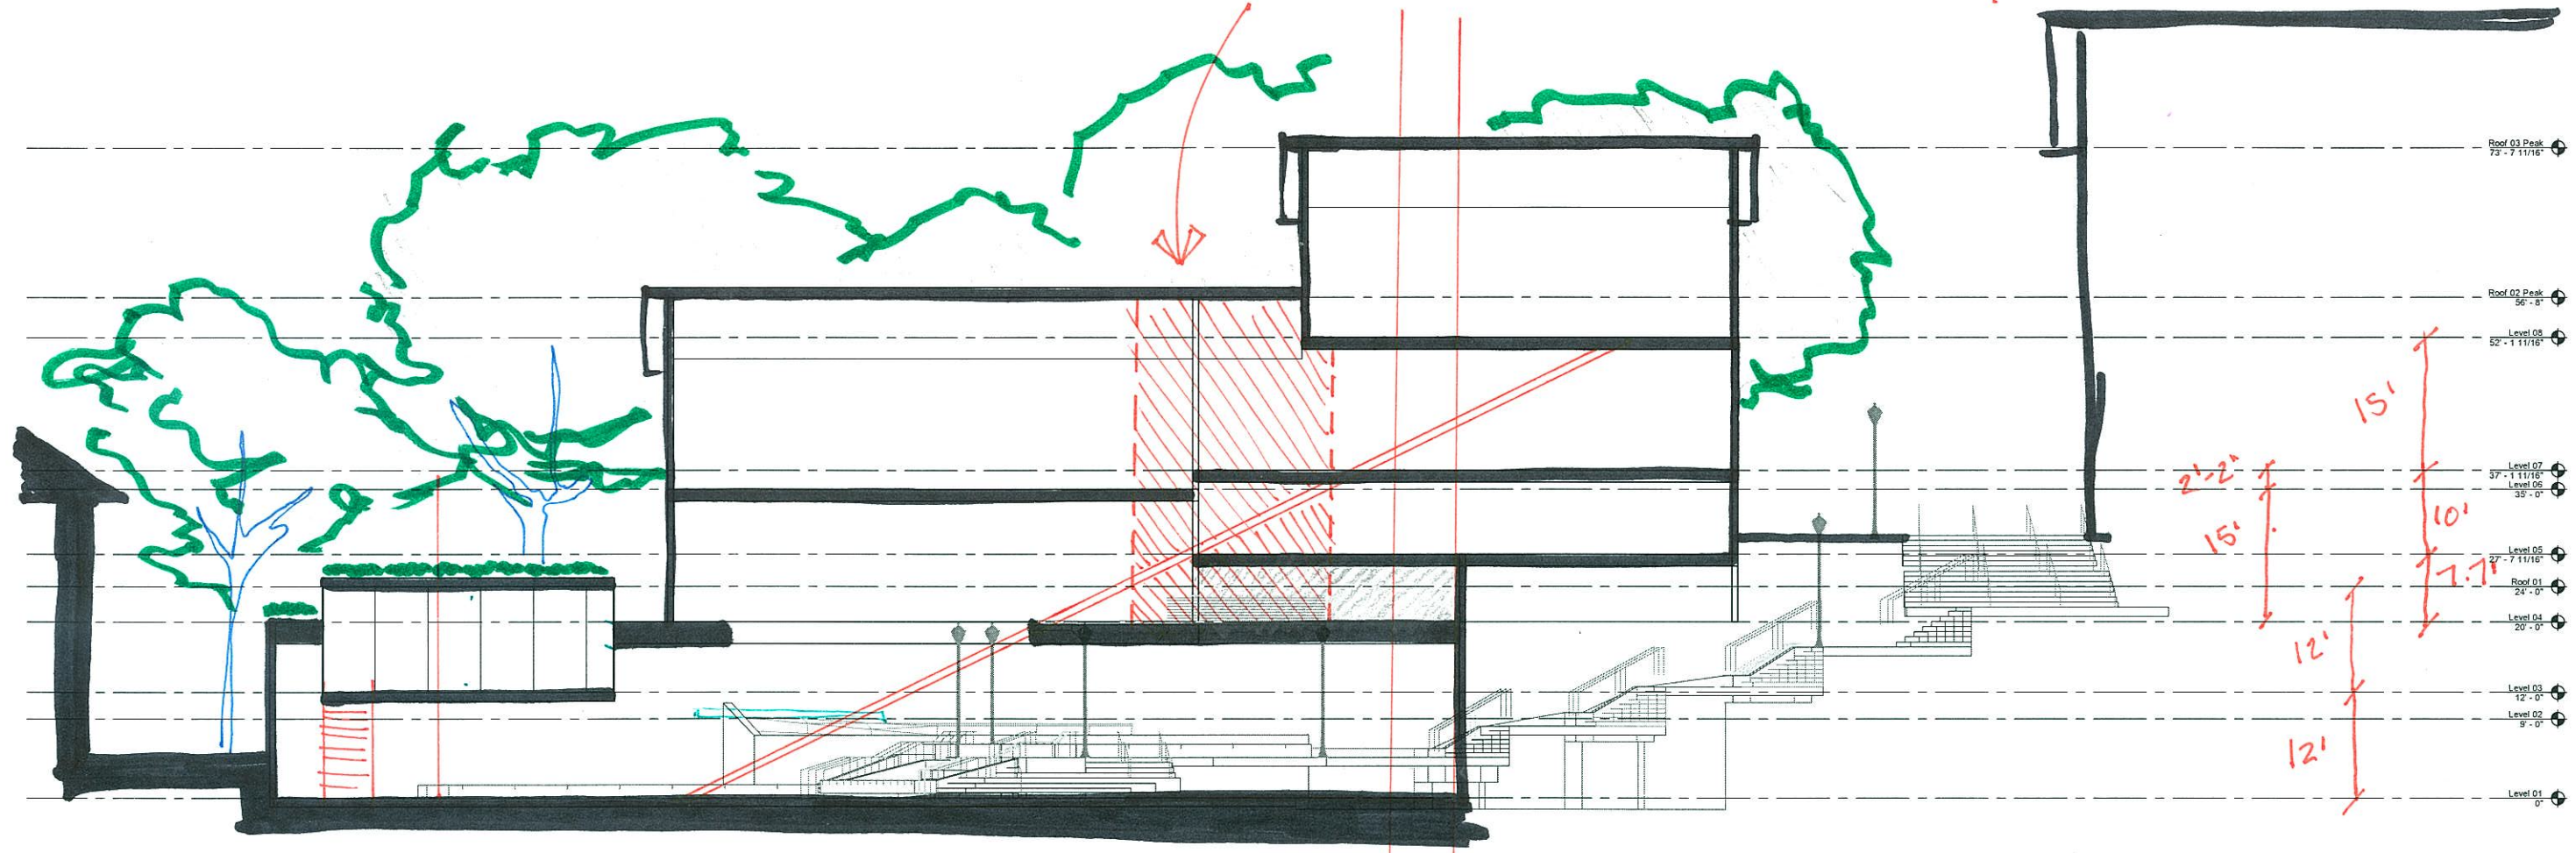 Roof 03 Peak
73' - 7 11/16"
Roof 02 Peak
56' - 8"
Level 08
52' - 1 11/16"
15'
Level 07
37' - 1 11/16"
2'-2"
Level 06
35' - 0"
10'
15'
Level 05
27' - 7 11/16"
7.7'
Roof 01
24' - 0"
Level 04
20' - 0"
12'
Level 03
12' - 0"
Level 02
9' - 0"
12'
Level 01
0"